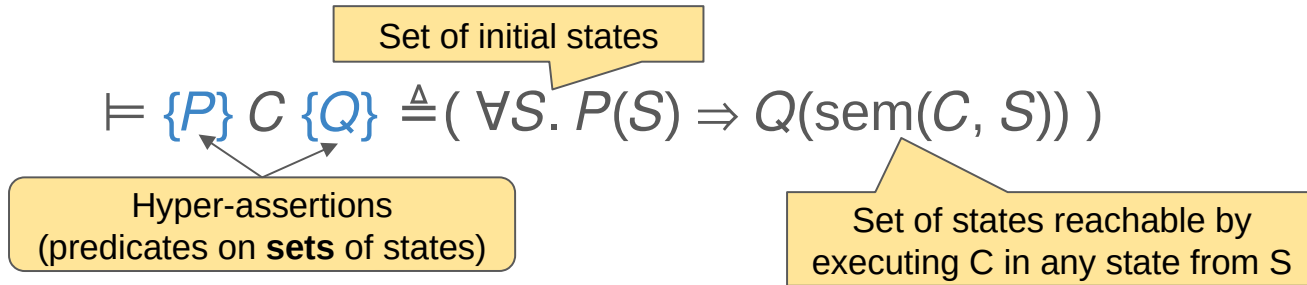 Set of initial states
⊨ {P} C {Q} ≜ ( ∀S. P(S) ⇒ Q(sem(C, S)) )
Hyper-assertions
(predicates on sets of states)
Set of states reachable by
executing C in any state from S